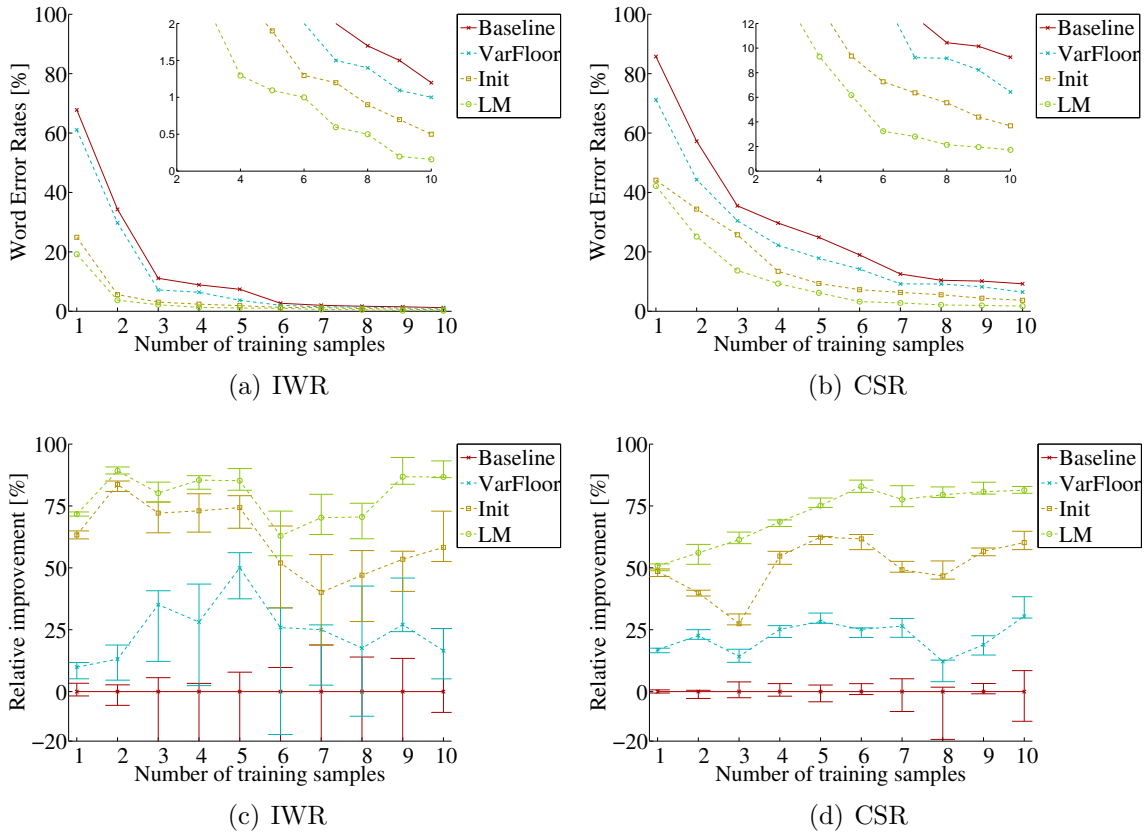 Word Error Rates [%]
100
80
60
40
20
0
1 2 3 4 5 6 7 8 9 10
Number of training samples
2
1.5
1
0.5
0
2 4 6 8 10
Baseline
VarFloor
Init
LM
(a) IWR
Word Error Rates [%]
100
80
60
40
20
0
1 2 3 4 5 6 7 8 9 10
Number of training samples
12
10
8
6
4
2
0
2 4 6 8 10
Baseline
VarFloor
Init
LM
(b) CSR
Relative improvement [%]
100
75
50
25
0
−20
1 2 3 4 5 6 7 8 9 10
Number of training samples
Baseline
VarFloor
Init
LM
(c) IWR
Relative improvement [%]
100
75
50
25
0
−20
1 2 3 4 5 6 7 8 9 10
Number of training samples
Baseline
VarFloor
Init
LM
(d) CSR